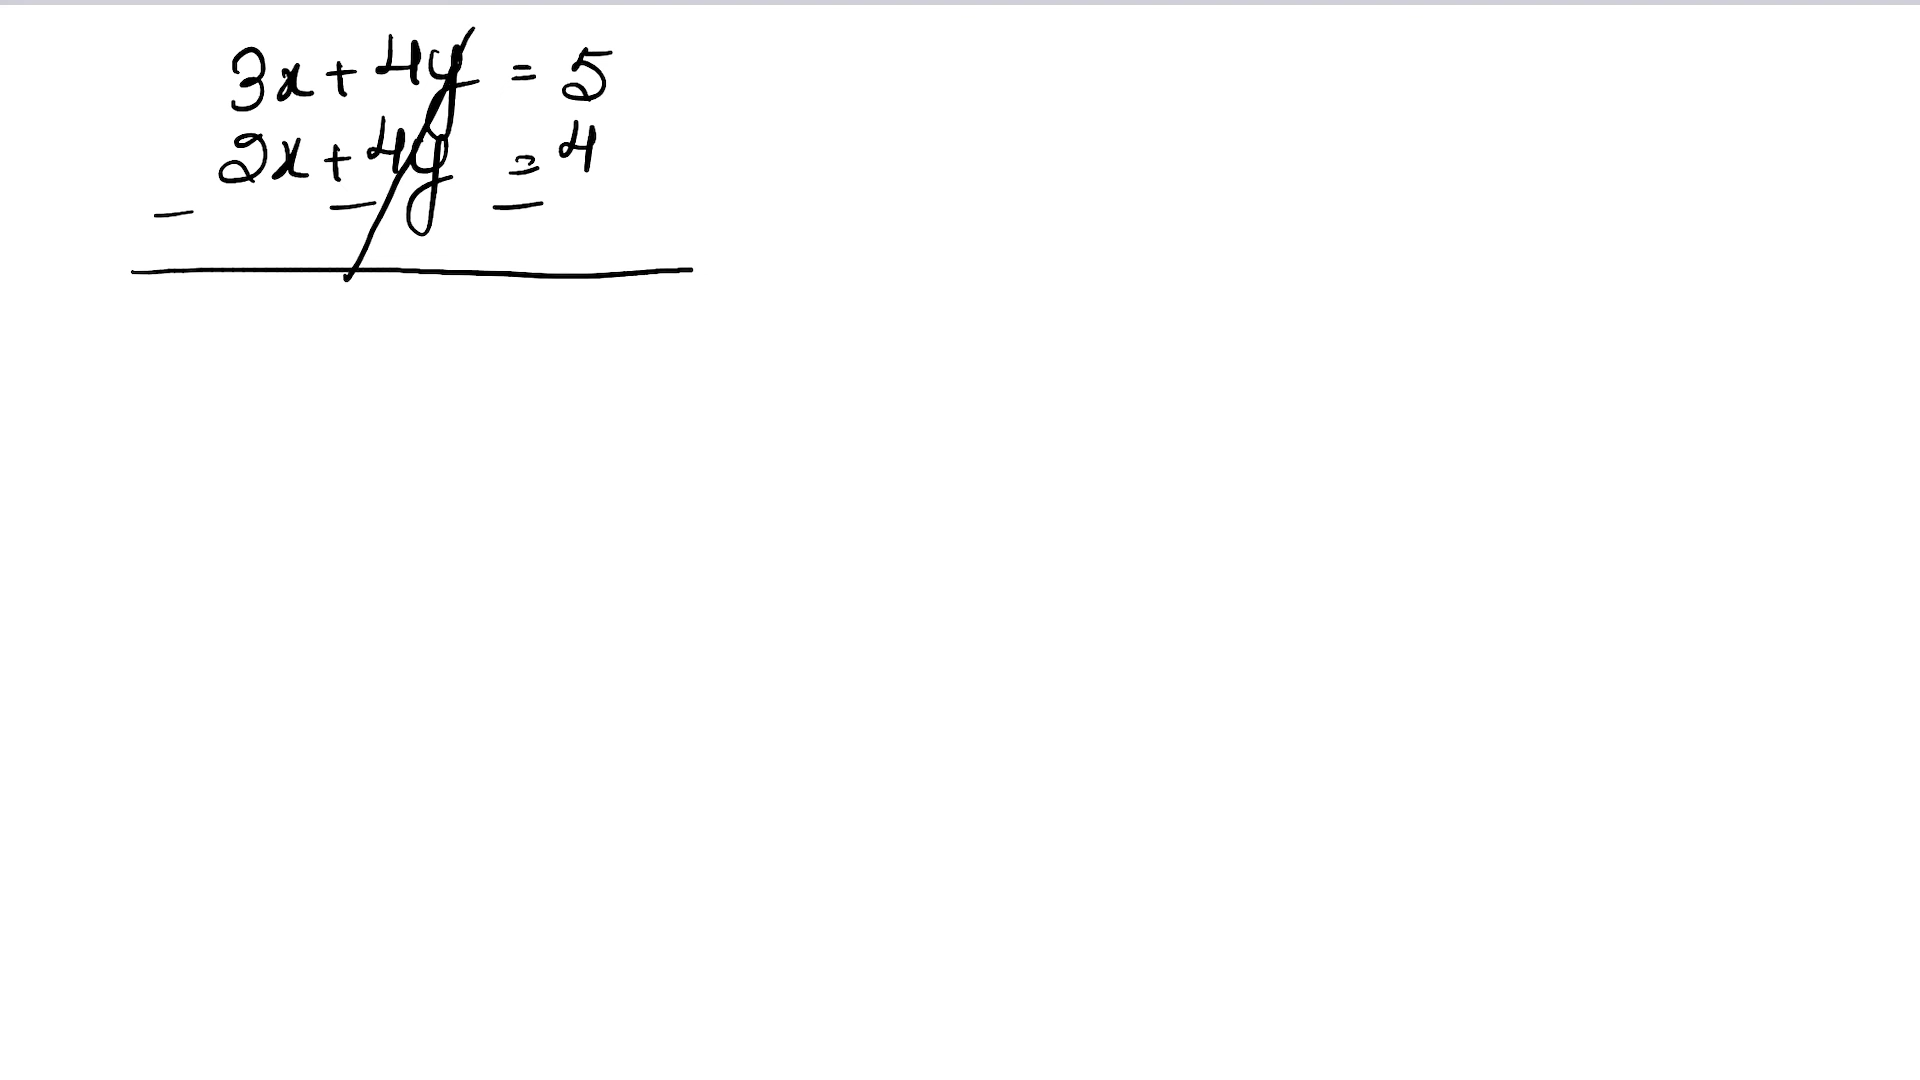 3x + 4y = 5
2x + 4y = 4
— — —